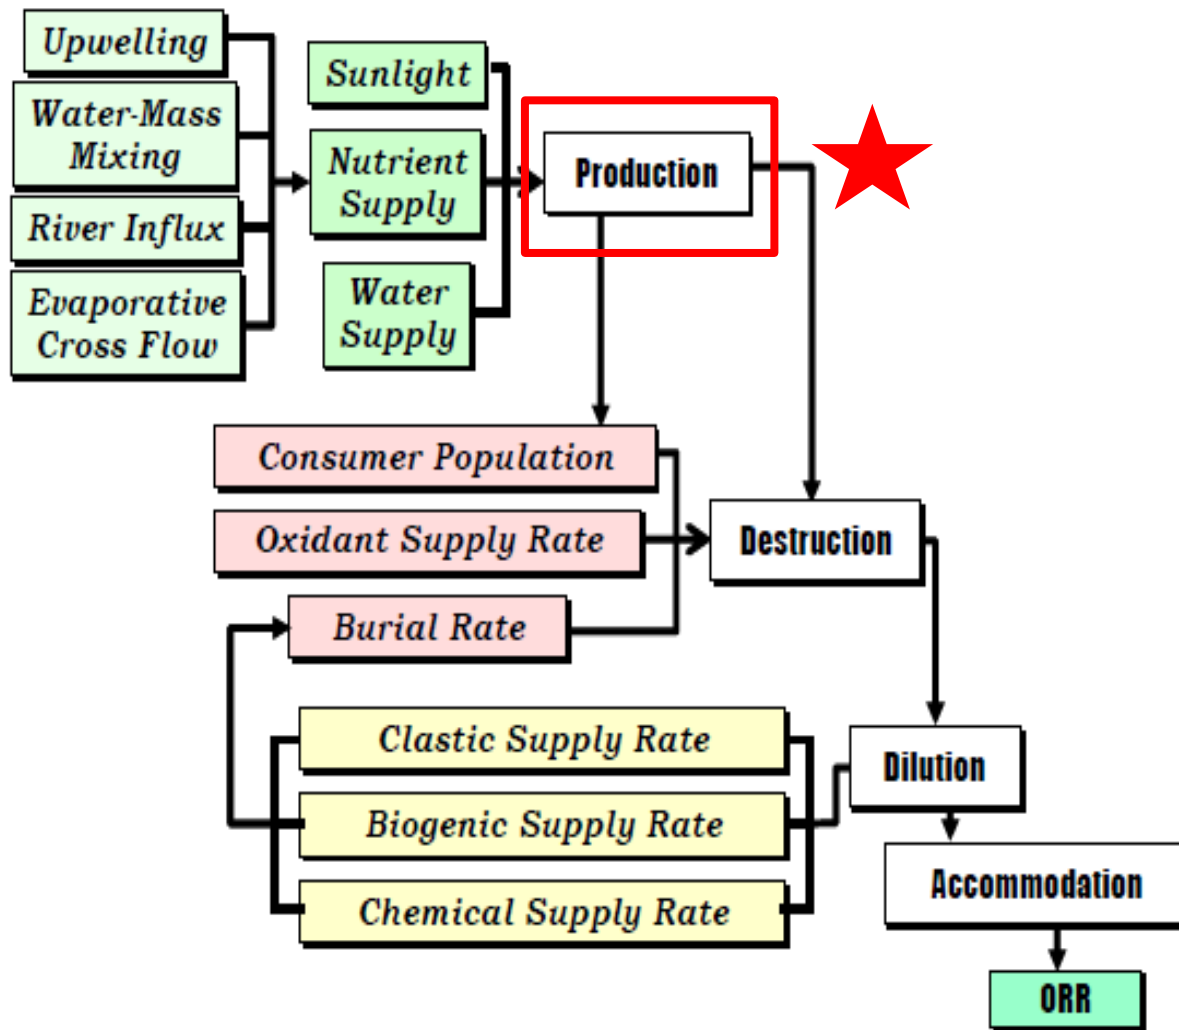 Upwelling
Water-Mass
Mixing
River Influx
Evaporative
Cross Flow
Sunlight
Nutrient
Supply
Water
Supply
Production
Consumer Population
Oxidant Supply Rate
Burial Rate
Destruction
Clastic Supply Rate
Biogenic Supply Rate
Chemical Supply Rate
Dilution
Accommodation
ORR